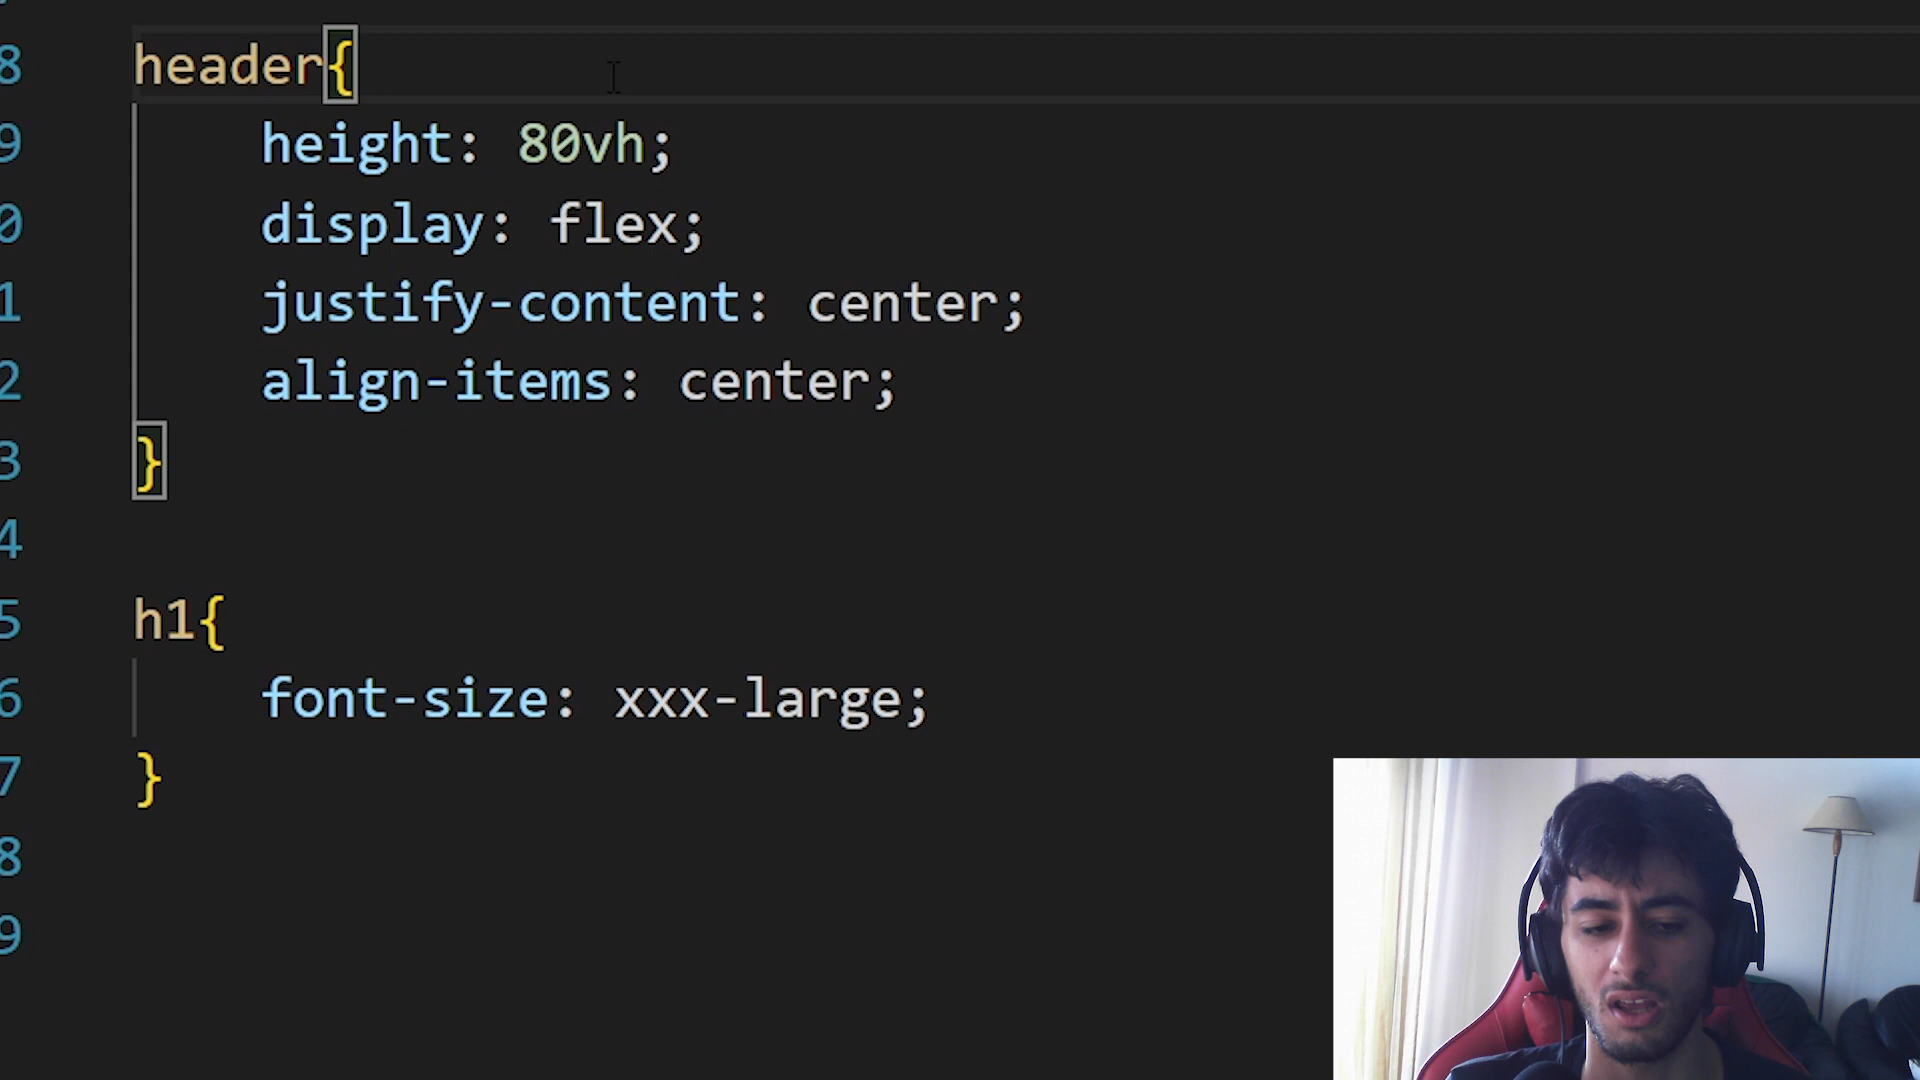 8 header{
9 height: 80vh;
0 display: flex;
1 justify-content: center;
2 align-items: center;
3 }
4
5 h1{
6 font-size: xxx-large;
7 }
8
9